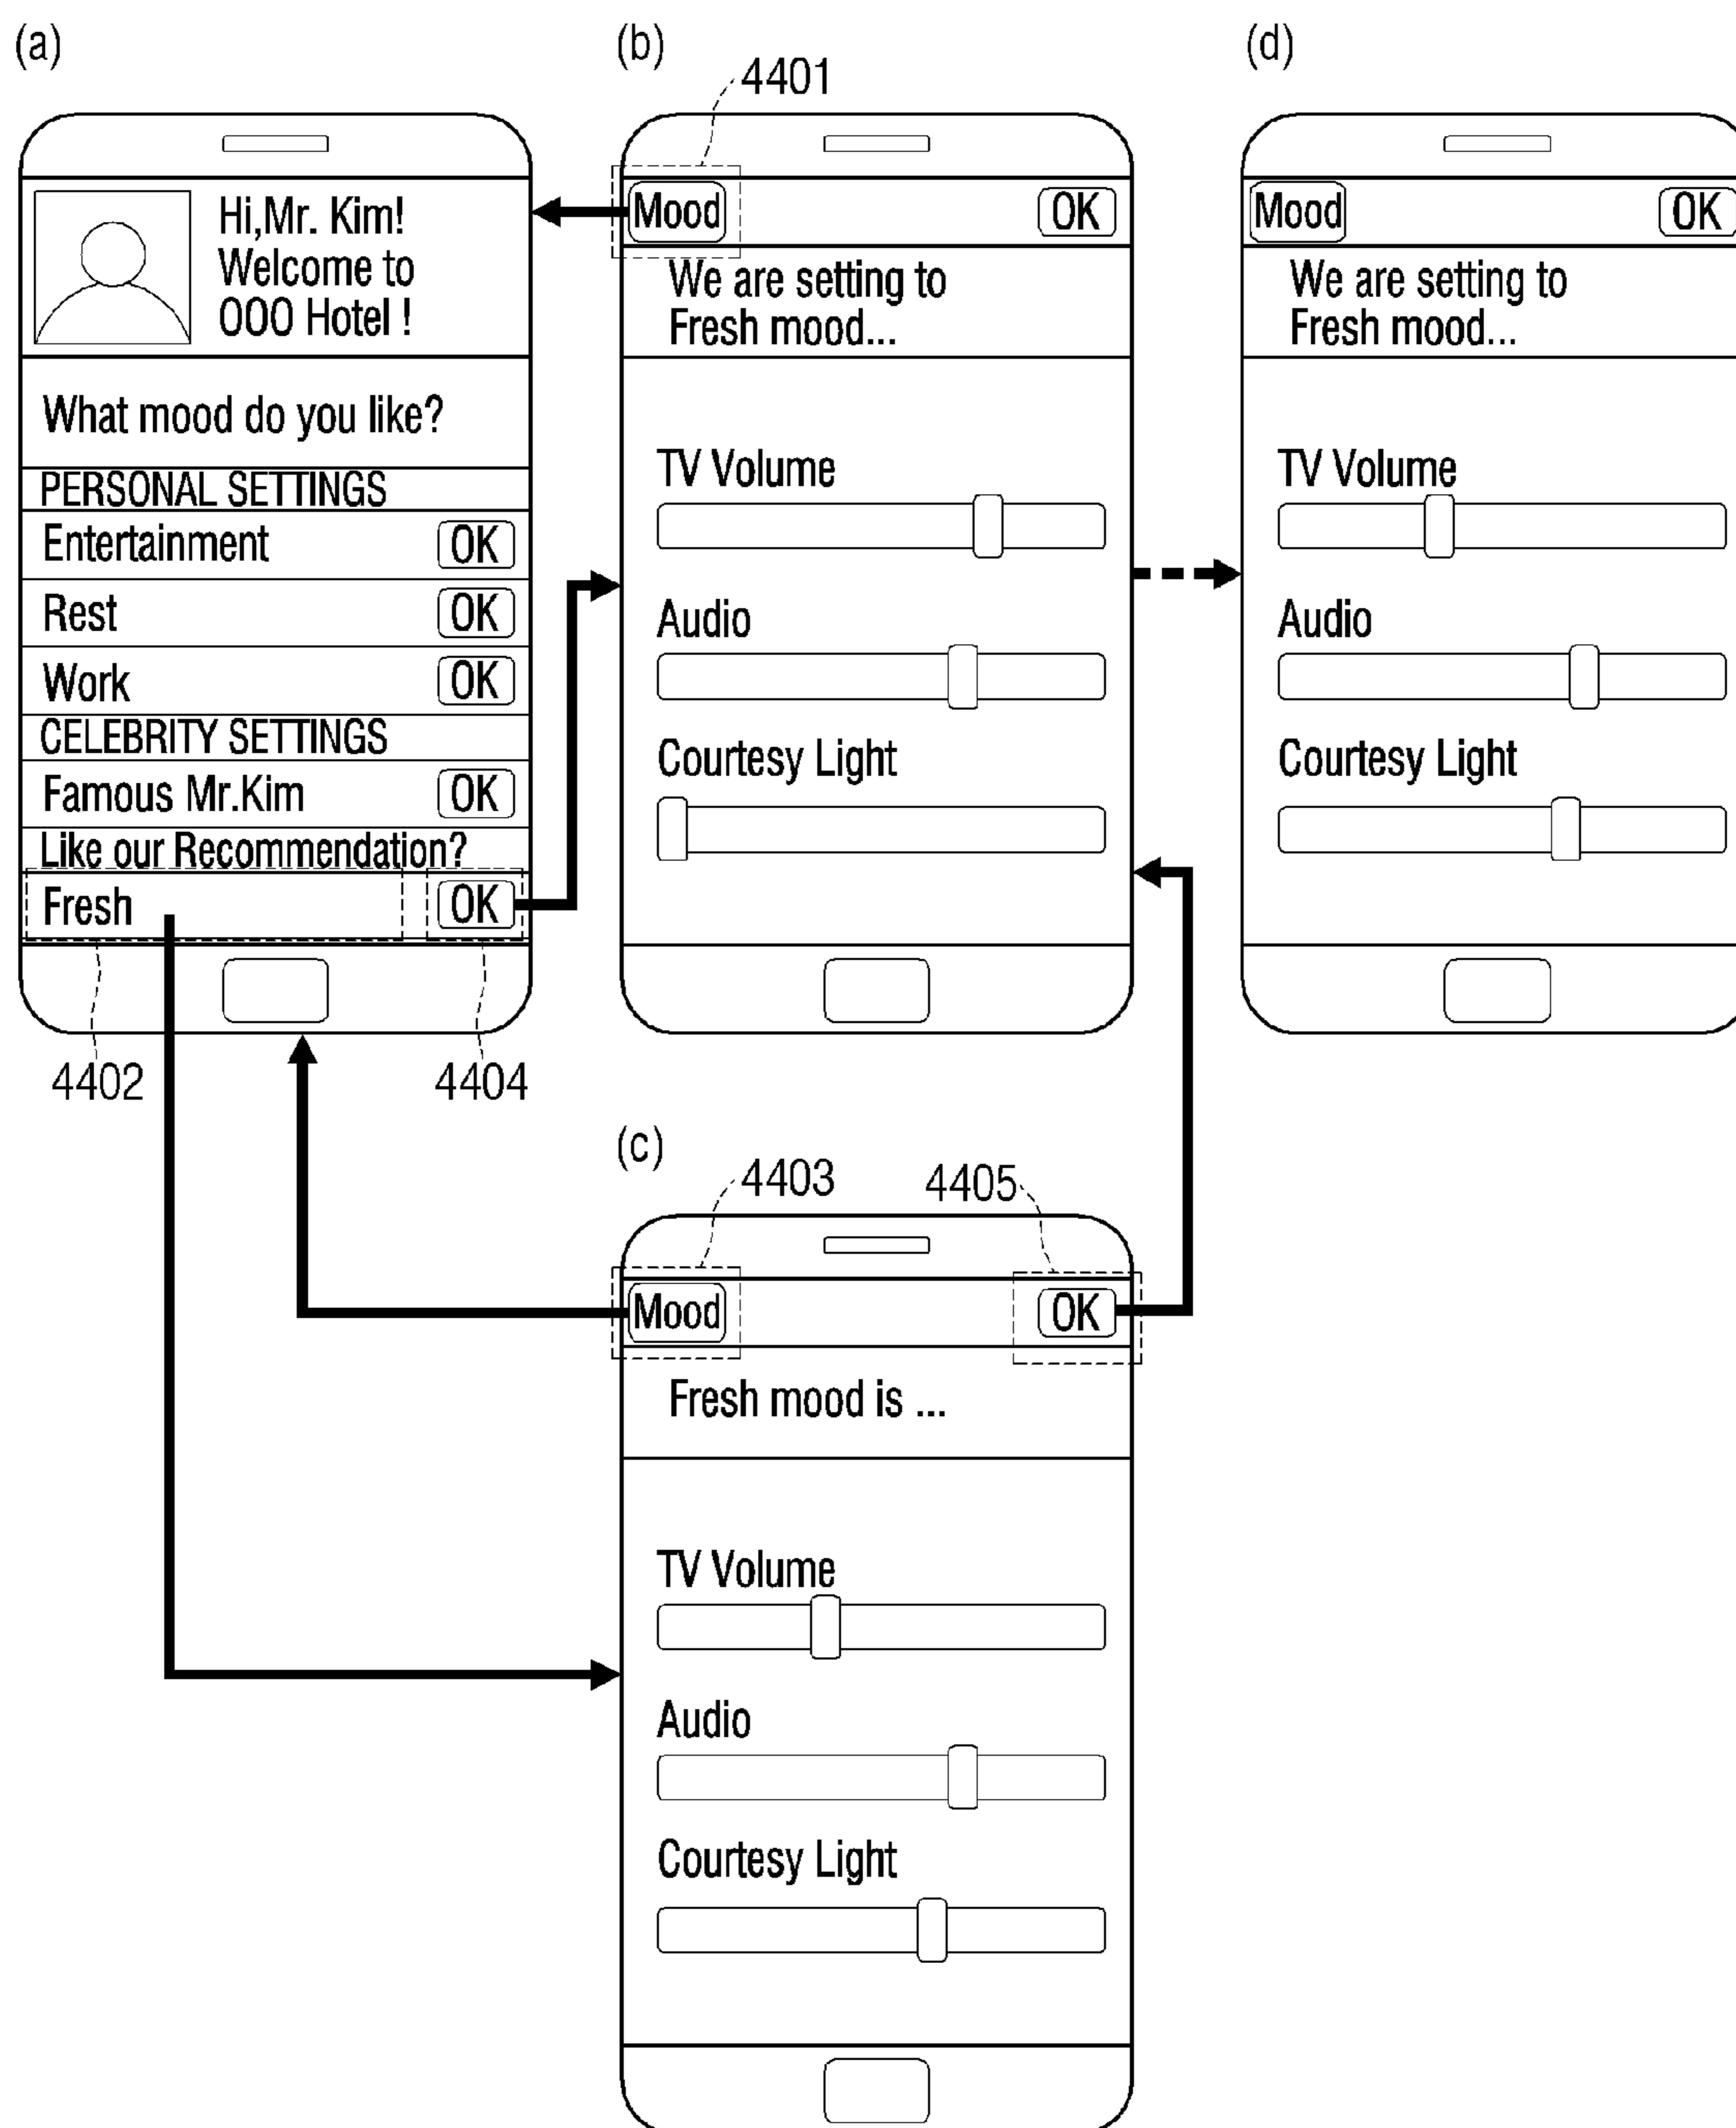 (a)
Hi,Mr. Kim!
Welcome to
OOO Hotel !
What mood do you like?
PERSONAL SETTINGS
Entertainment OK
Rest OK
Work OK
CELEBRITY SETTINGS
Famous Mr.Kim OK
Like our Recommendation?
Fresh OK
4402 4404
(b)
4401
Mood OK
We are setting to
Fresh mood...
TV Volume
Audio
Courtesy Light
(d)
Mood OK
We are setting to
Fresh mood...
TV Volume
Audio
Courtesy Light
(c)
4403 4405
Mood OK
Fresh mood is ...
TV Volume
Audio
Courtesy Light